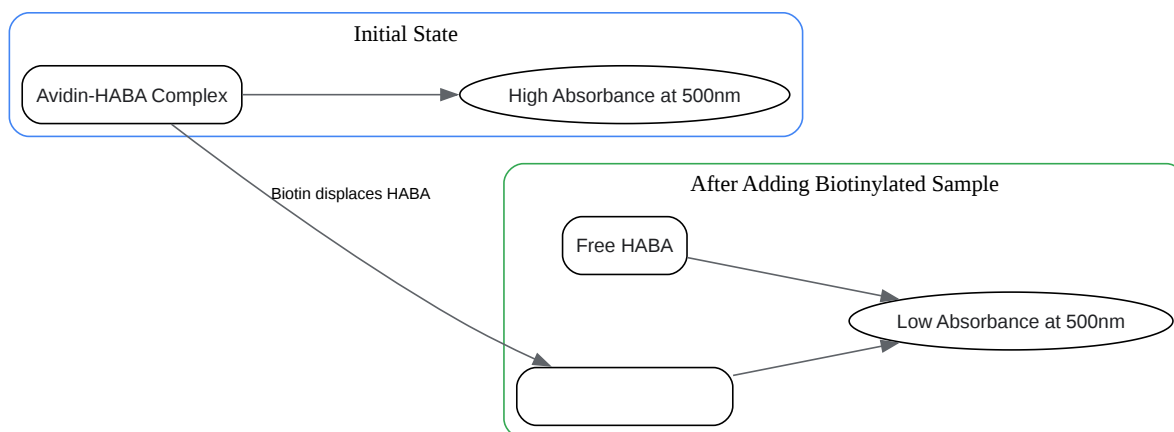 Initial State
Avidin-HABA Complex
High Absorbance at 500nm
Biotin displaces HABA
After Adding Biotinylated Sample
Free HABA
Low Absorbance at 500nm